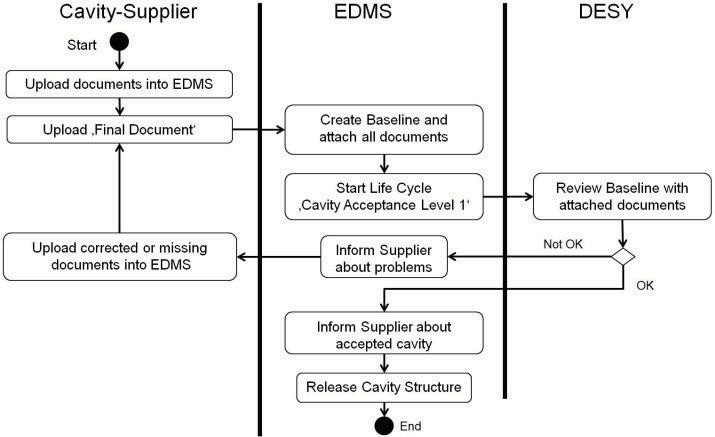 Cavity-Supplier
EDMS
DESY
Start
Upload documents into EDMS
Upload ‚Final Document‘
Create Baseline and
attach all documents
Start Life Cycle
‚Cavity Acceptance Level 1‘
Review Baseline with
attached documents
Not OK
Inform Supplier
about problems
Upload corrected or missing
documents into EDMS
OK
Inform Supplier about
accepted cavity
Release Cavity Structure
End